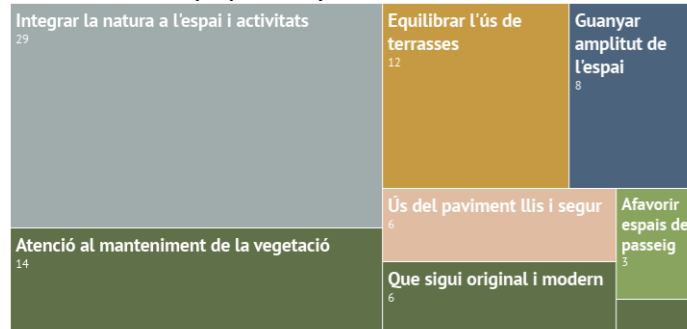 Integrar la natura a l'espai i activitats
29
Atenció al manteniment de la vegetació
14
Equilibrar l'ús de
terrasses
12
Guanyar
amplitut de
l'espai
8
Ús del paviment llis i segur
6
Que sigui original i modern
6
Afavorir
espais de
passeig
3